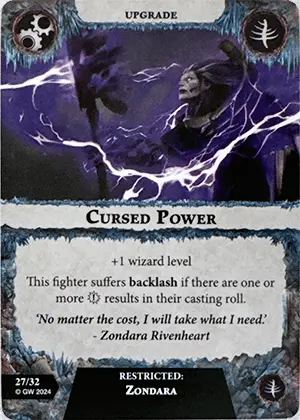 UPGRADE
CURSED POWER
+1 wizard level
This fighter suffers backlash if there are one or
more results in their casting roll.
'No matter the cost, I will take what I need.'
- Zondara Rivenheart
27/32
© GW 2024
RESTRICTED:
ZONDARA